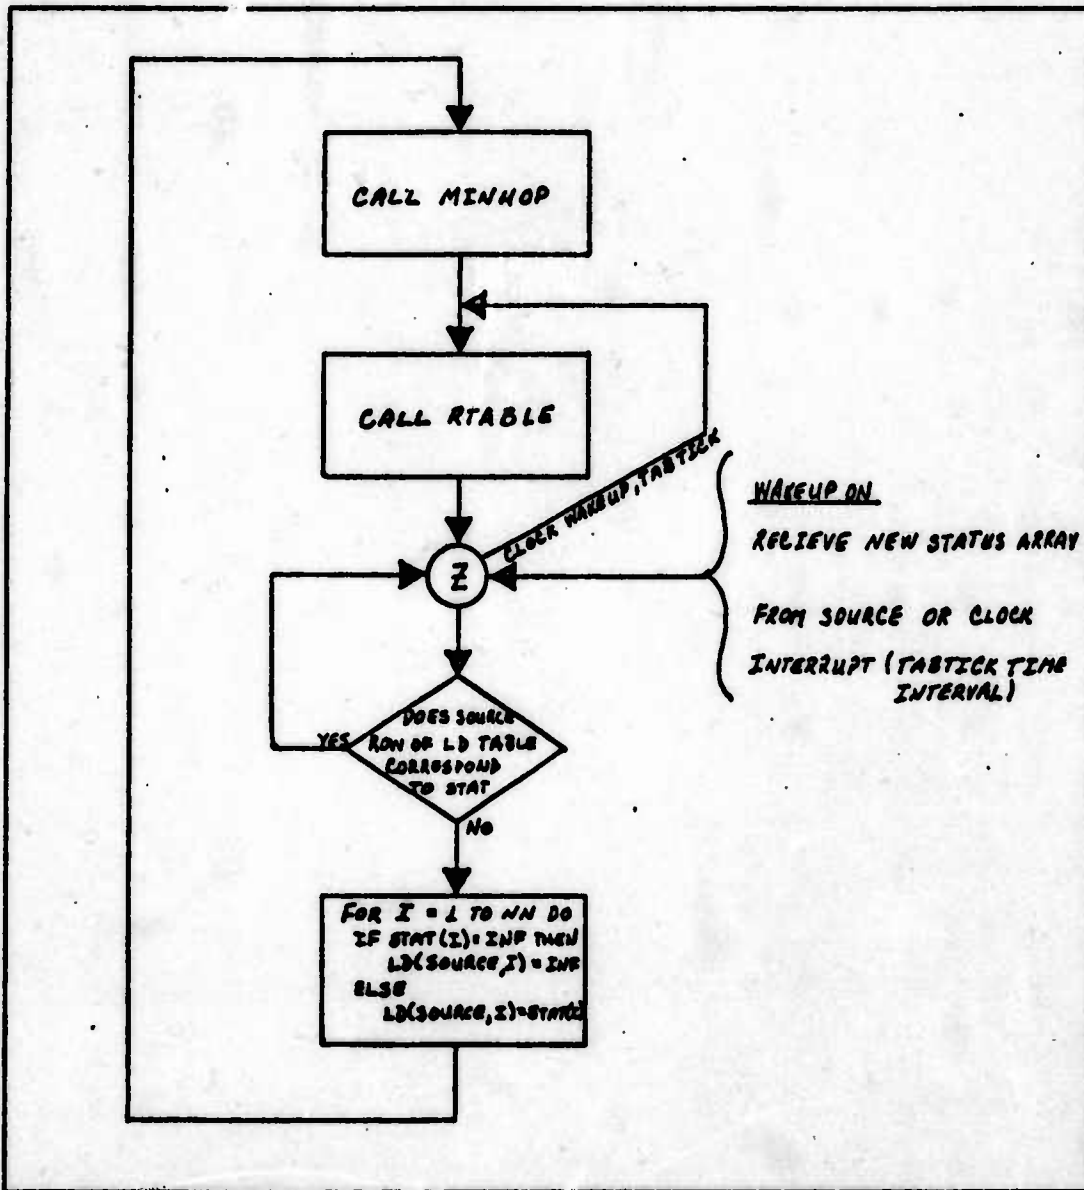 CALL MINHOP
CALL RTABLE
CLOCK WAKEUP, TABTICK
Z
WAKEUP ON
RELIEVE NEW STATUS ARRAY
FROM SOURCE OR CLOCK
INTERRUPT (TABTICK TIME
INTERVAL)
DOES SOURCE
YES ROW OF LD TABLE
CORRESPOND
TO STAT
NO
FOR I = 1 TO NN DO
IF STAT(I) = INF THEN
LD(SOURCE,I) = INF
ELSE
LD(SOURCE,I)=STAT(I)